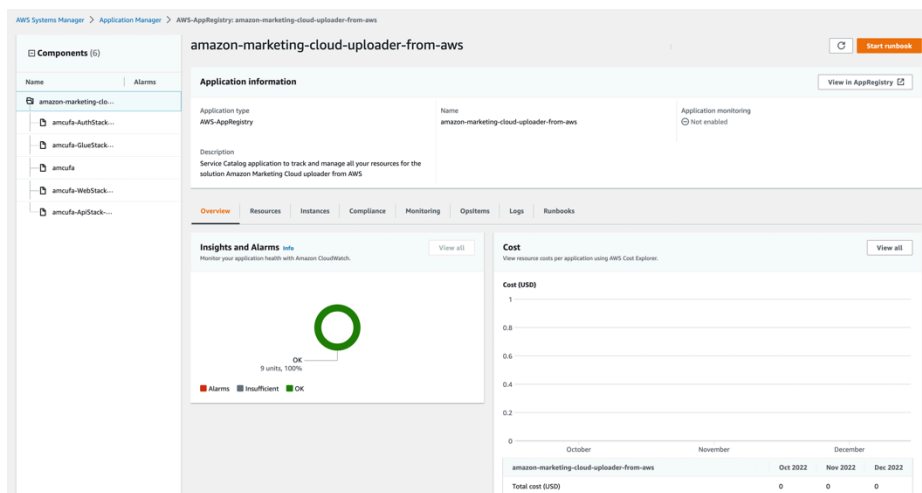 AWS Systems Manager > Application Manager > AWS-AppRegistry: amazon-marketing-cloud-uploader-from-aws
Components (6)
Name
Alarms
amazon-marketing-clo...
amcufa-AuthStack-...
amcufa-GlueStack...
amcufa
amcufa-WebStack...
amcufa-ApiStack-...
amazon-marketing-cloud-uploader-from-aws
Start runbook
Application information
View in AppRegistry
Application type
AWS-AppRegistry
Name
amazon-marketing-cloud-uploader-from-aws
Application monitoring
Not enabled
Description
Service Catalog application to track and manage all your resources for the
solution Amazon Marketing Cloud uploader from AWS
Overview
Resources
Instances
Compliance
Monitoring
OpsItems
Logs
Runbooks
Insights and Alarms Info
View all
Monitor your application health with Amazon CloudWatch.
OK
9 units, 100%
Alarms
Insufficient
OK
Cost
View all
View resource costs per application using AWS Cost Explorer.
Cost (USD)
1
0.8
0.6
0.4
0.2
0
October
November
December
amazon-marketing-cloud-uploader-from-aws Oct 2022 Nov 2022 Dec 2022
Total cost (USD) 0 0 0